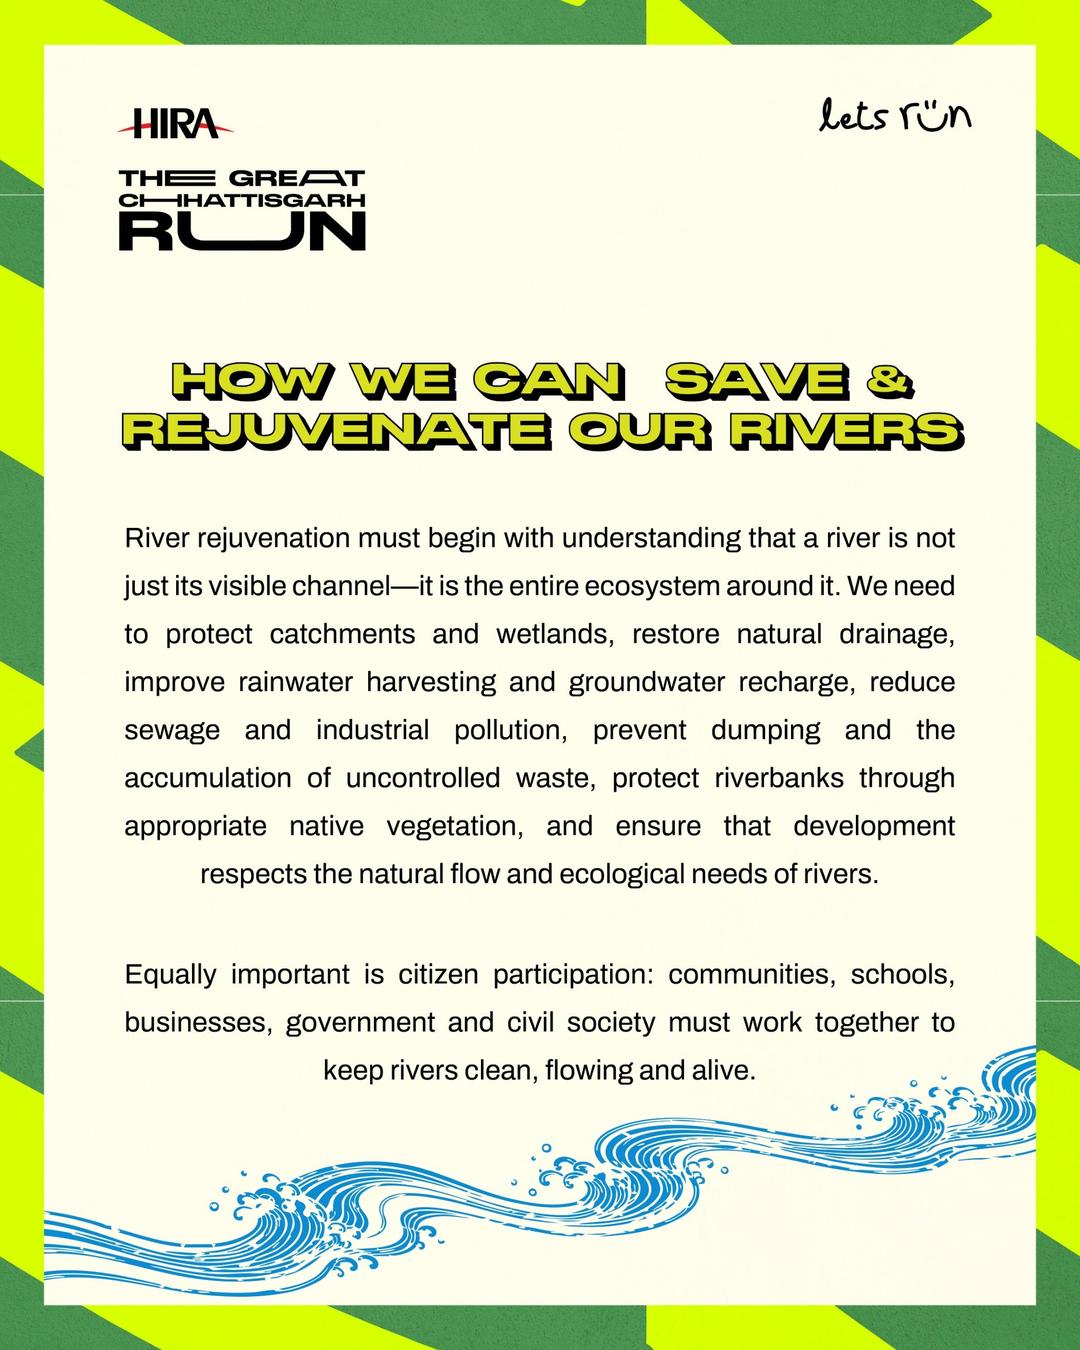 HIRA
lets run
THE GREAT
CHHATTISGARH
RUN
HOW WE CAN SAVE &
REJUVENATE OUR RIVERS
River rejuvenation must begin with understanding that a river is not
just its visible channel—it is the entire ecosystem around it. We need
to protect catchments and wetlands, restore natural drainage,
improve rainwater harvesting and groundwater recharge, reduce
sewage and industrial pollution, prevent dumping and the
accumulation of uncontrolled waste, protect riverbanks through
appropriate native vegetation, and ensure that development
respects the natural flow and ecological needs of rivers.
Equally important is citizen participation: communities, schools,
businesses, government and civil society must work together to
keep rivers clean, flowing and alive.